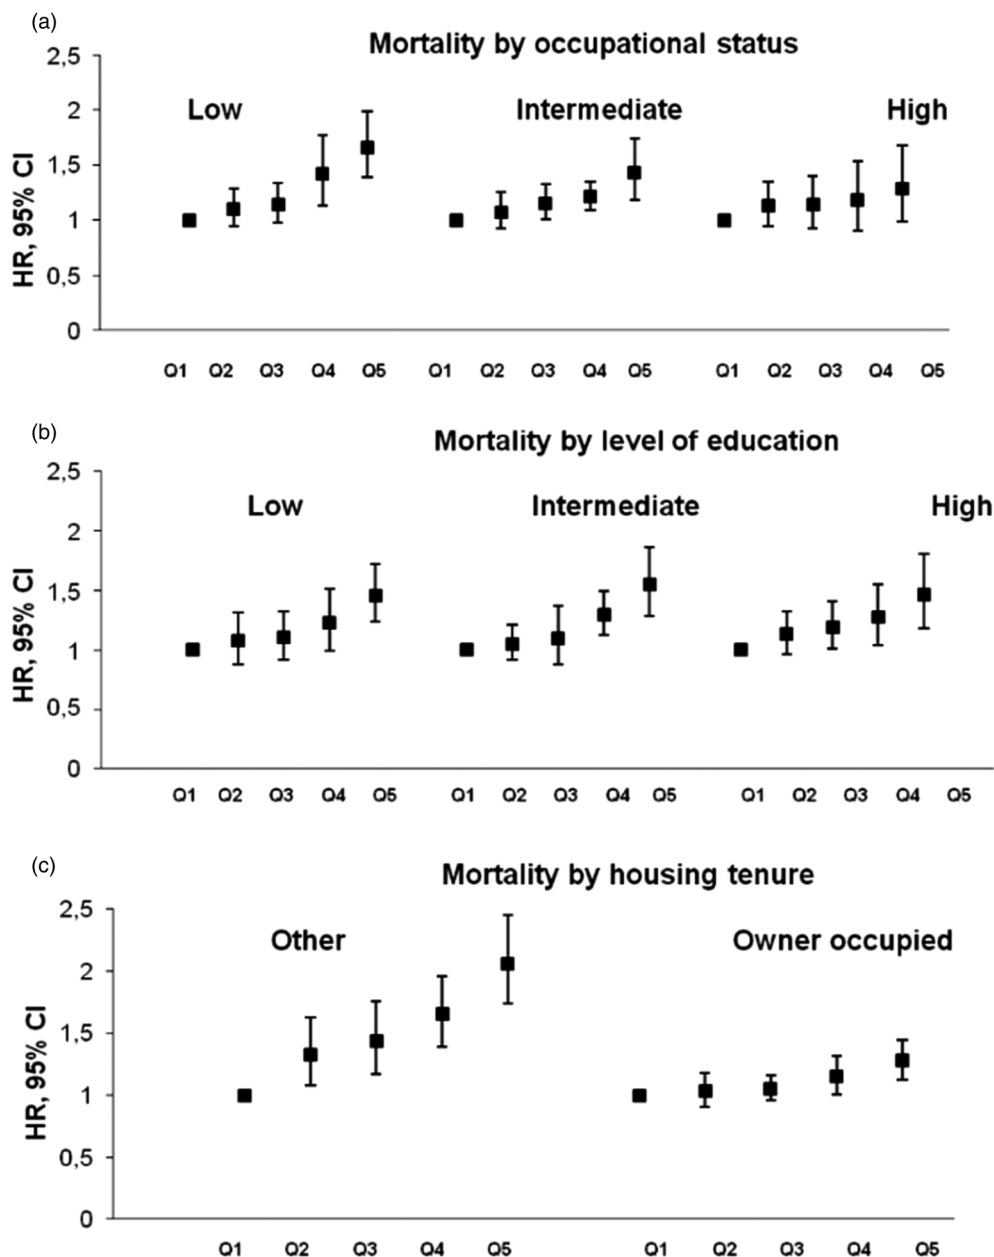 (a)
Mortality by occupational status
2,5
Low Intermediate High
2
1,5
1
0,5
0
HR, 95% CI
Q1 Q2 Q3 Q4 Q5 Q1 Q2 Q3 Q4 Q5 Q1 Q2 Q3 Q4 Q5
(b)
Mortality by level of education
2,5
Low Intermediate High
2
1,5
1
0,5
0
HR, 95% CI
Q1 Q2 Q3 Q4 Q5 Q1 Q2 Q3 Q4 Q5 Q1 Q2 Q3 Q4 Q5
(c)
Mortality by housing tenure
2,5
Other Owner occupied
2
1,5
1
0,5
0
HR, 95% CI
Q1 Q2 Q3 Q4 Q5 Q1 Q2 Q3 Q4 Q5